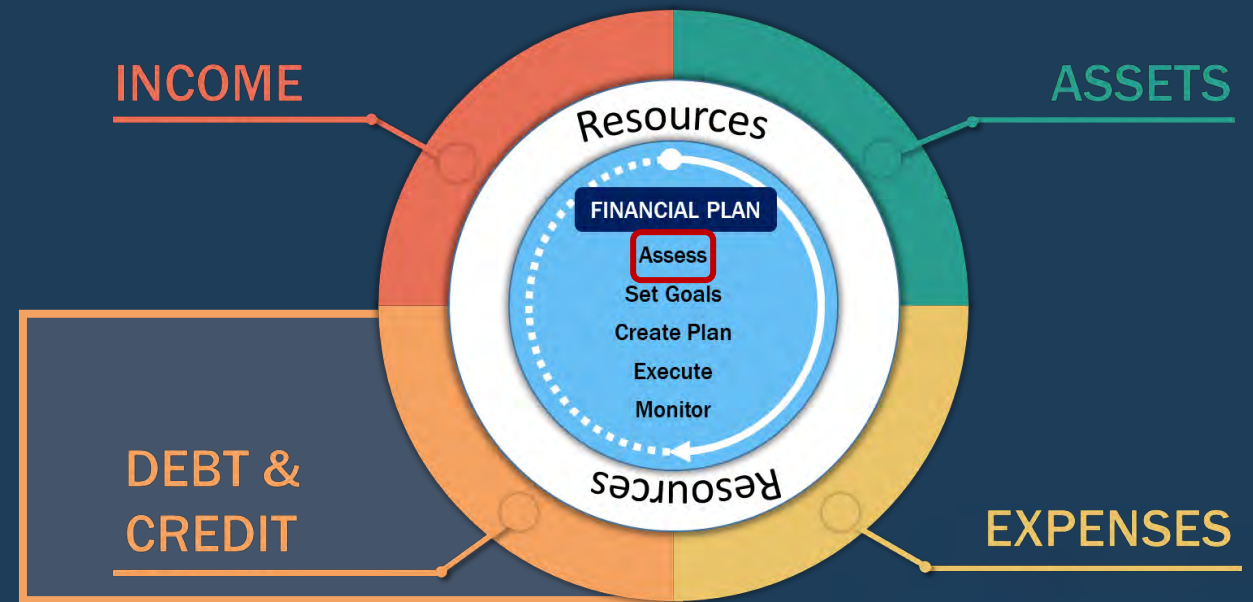 INCOME
ASSETS
Resources
FINANCIAL PLAN
Assess
Set Goals
Create Plan
Execute
Monitor
Resources
DEBT &
CREDIT
EXPENSES